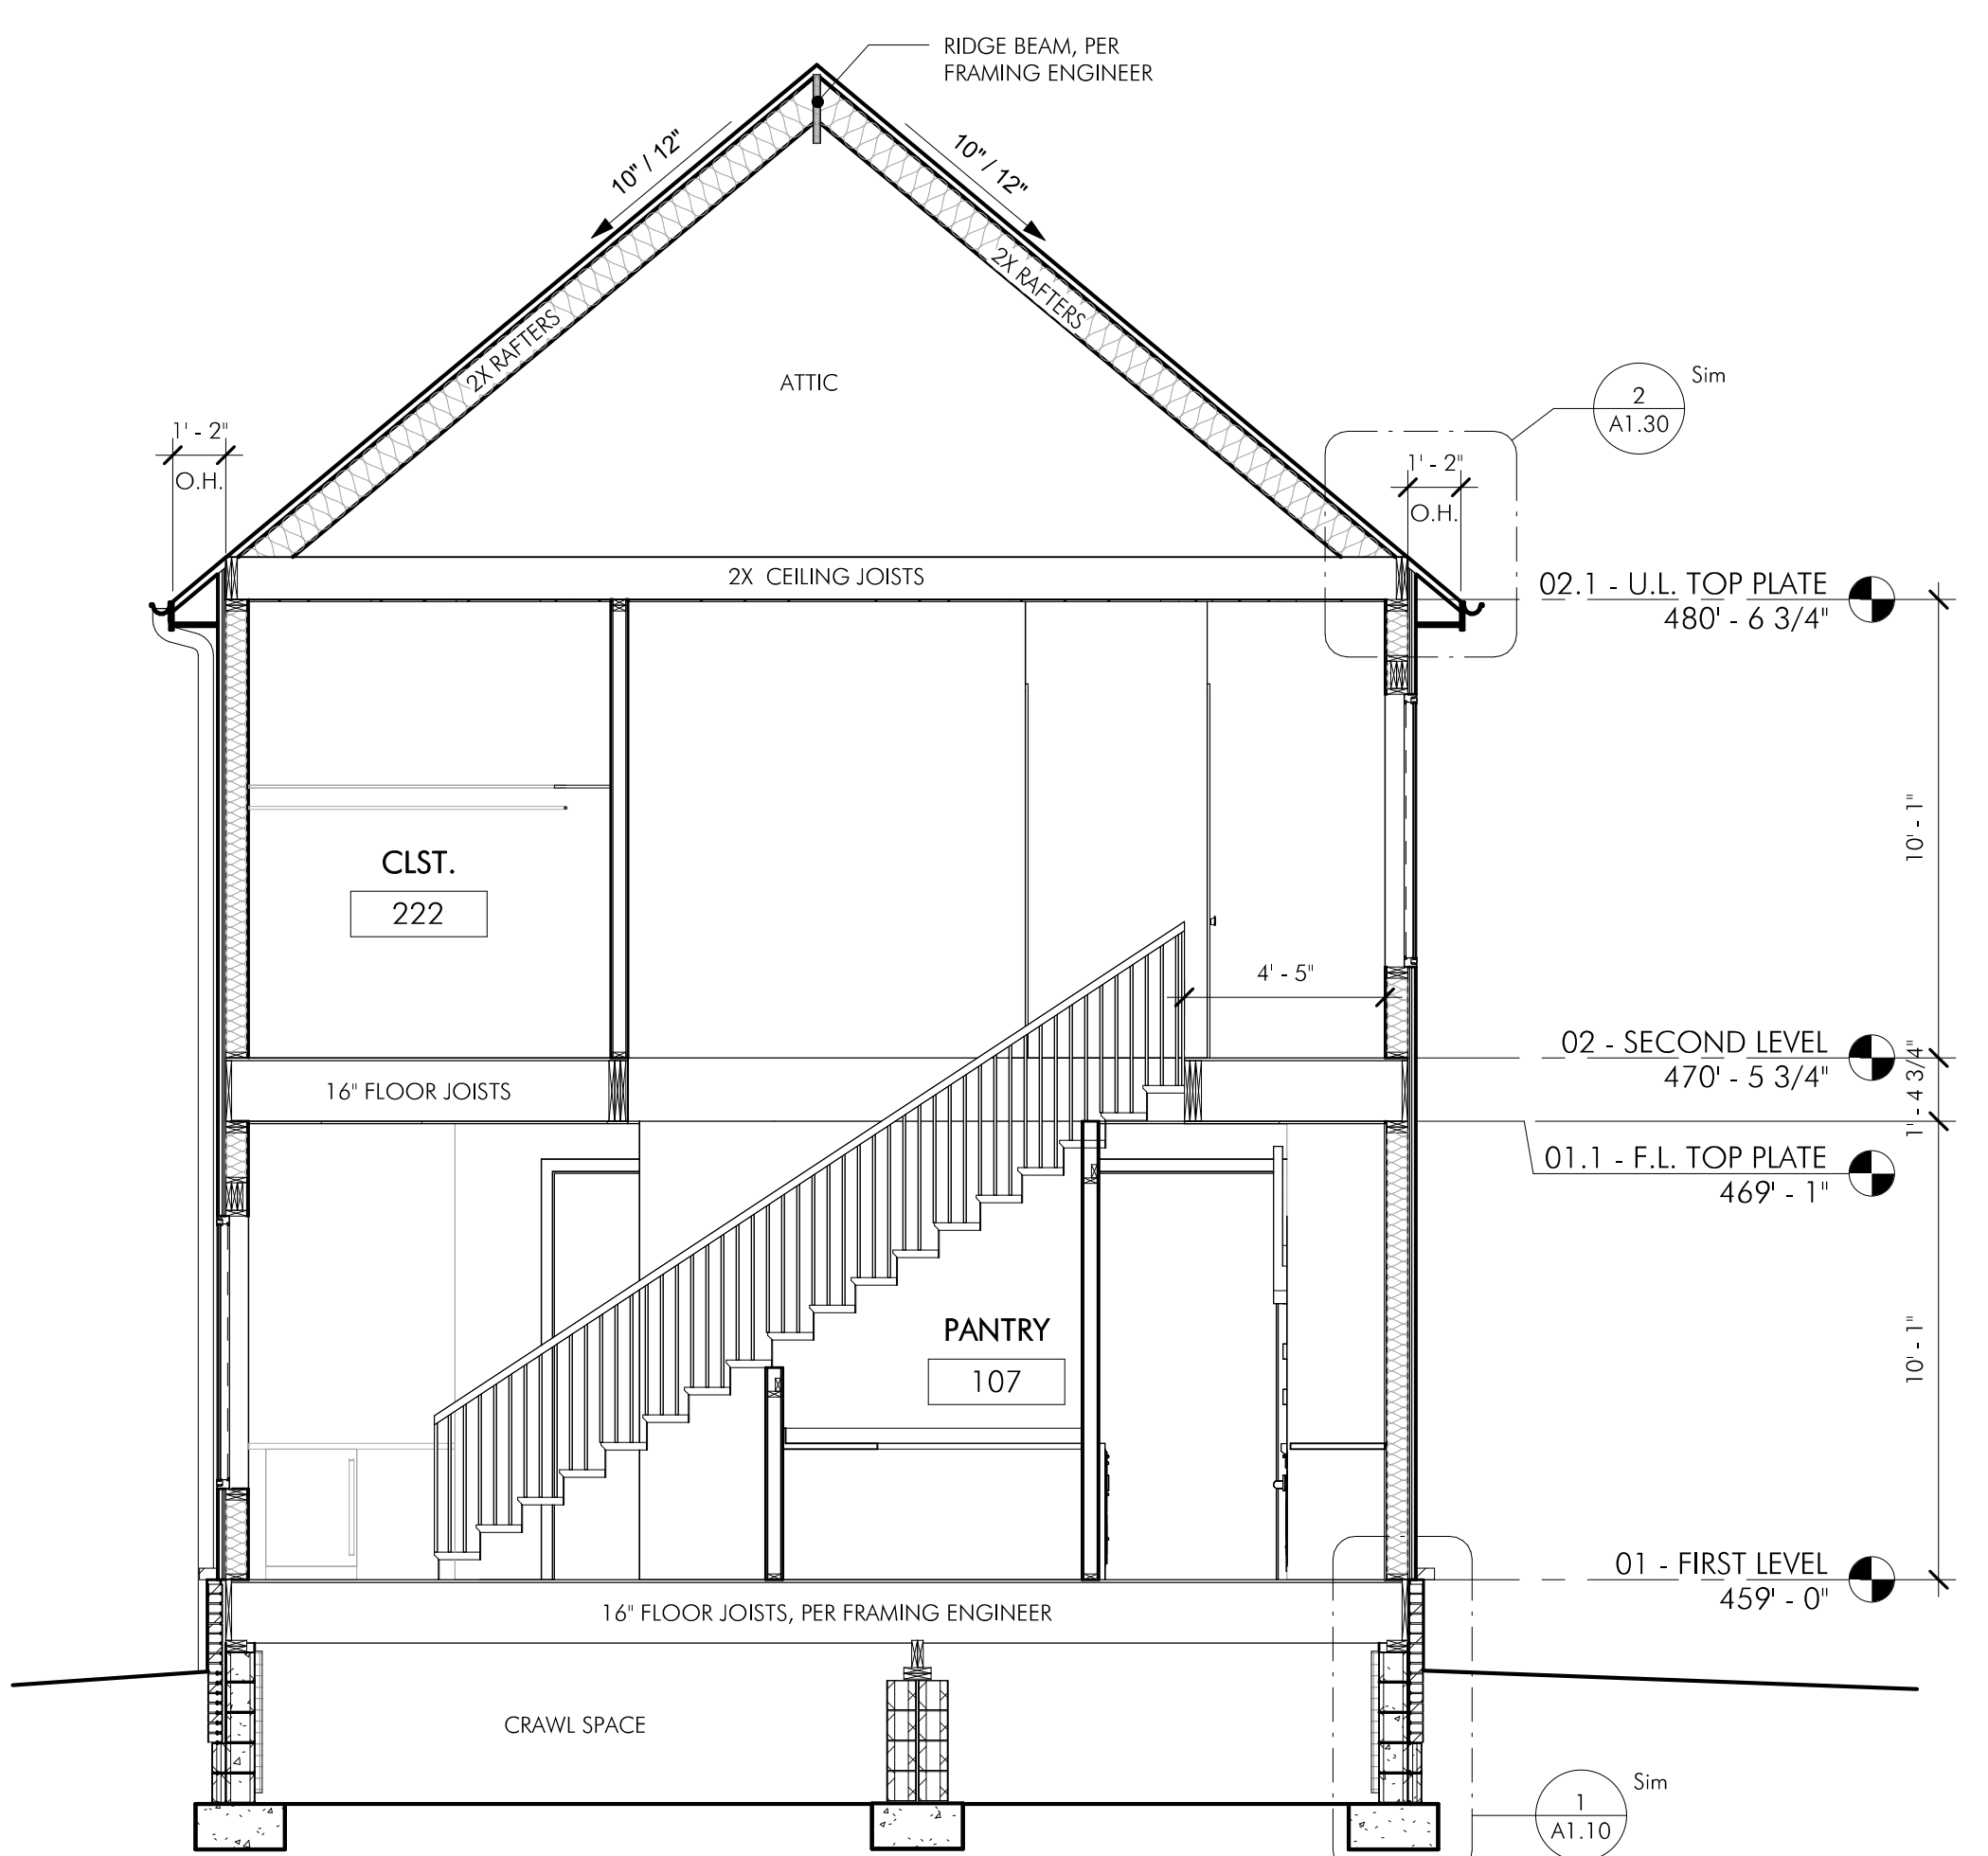 RIDGE BEAM, PER
FRAMING ENGINEER
10" / 12"
10" / 12"
2X RAFTERS
2X RAFTERS
ATTIC
Sim
2
A1.30
1' - 2"
O.H.
1' - 2"
O.H.
2X CEILING JOISTS
02.1 - U.L. TOP PLATE
480' - 6 3/4"
10' - 1"
CLST.
222
4' - 5"
02 - SECOND LEVEL
470' - 5 3/4"
1' - 4 3/4"
16" FLOOR JOISTS
01.1 - F.L. TOP PLATE
469' - 1"
PANTRY
107
10' - 1"
01 - FIRST LEVEL
459' - 0"
16" FLOOR JOISTS, PER FRAMING ENGINEER
CRAWL SPACE
Sim
1
A1.10